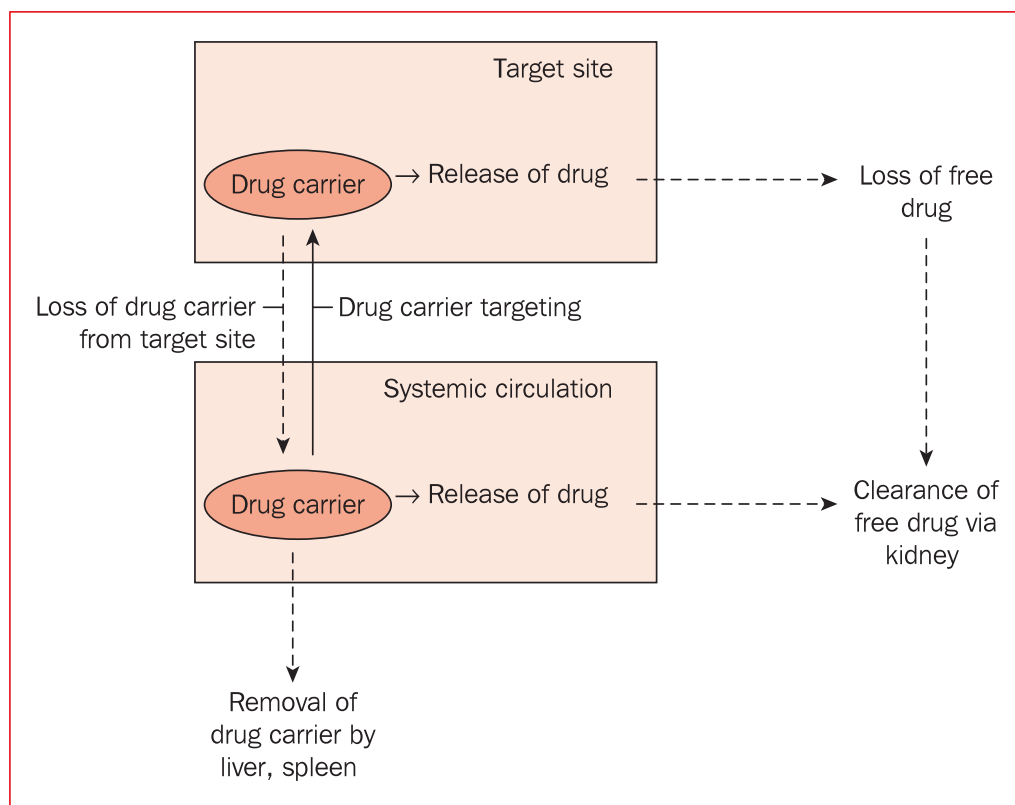 Target site
Drug carrier
Release of drug
Loss of free
drug
Loss of drug carrier
from target site
Drug carrier targeting
Systemic circulation
Drug carrier
Release of drug
Clearance of
free drug via
kidney
Removal of
drug carrier by
liver, spleen